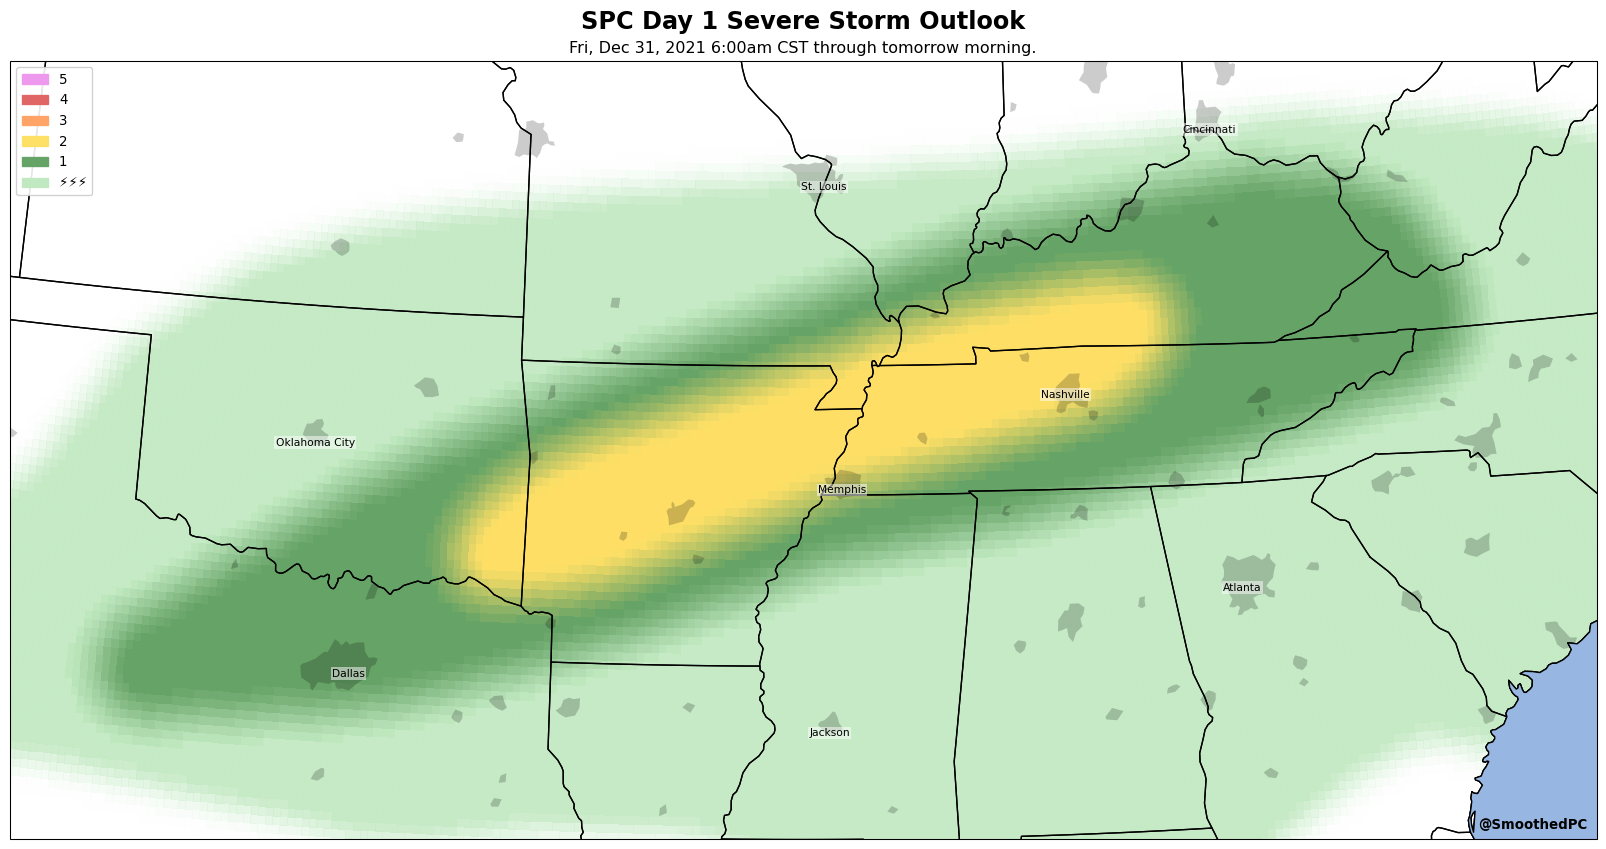 SPC Day 1 Severe Storm Outlook
Fri, Dec 31, 2021 6:00am CST through tomorrow morning.
5
4
3
2
1
⚡⚡⚡
Cincinnati
St. Louis
Nashville
Oklahoma City
Memphis
Atlanta
Dallas
Jackson
@SmoothedPC